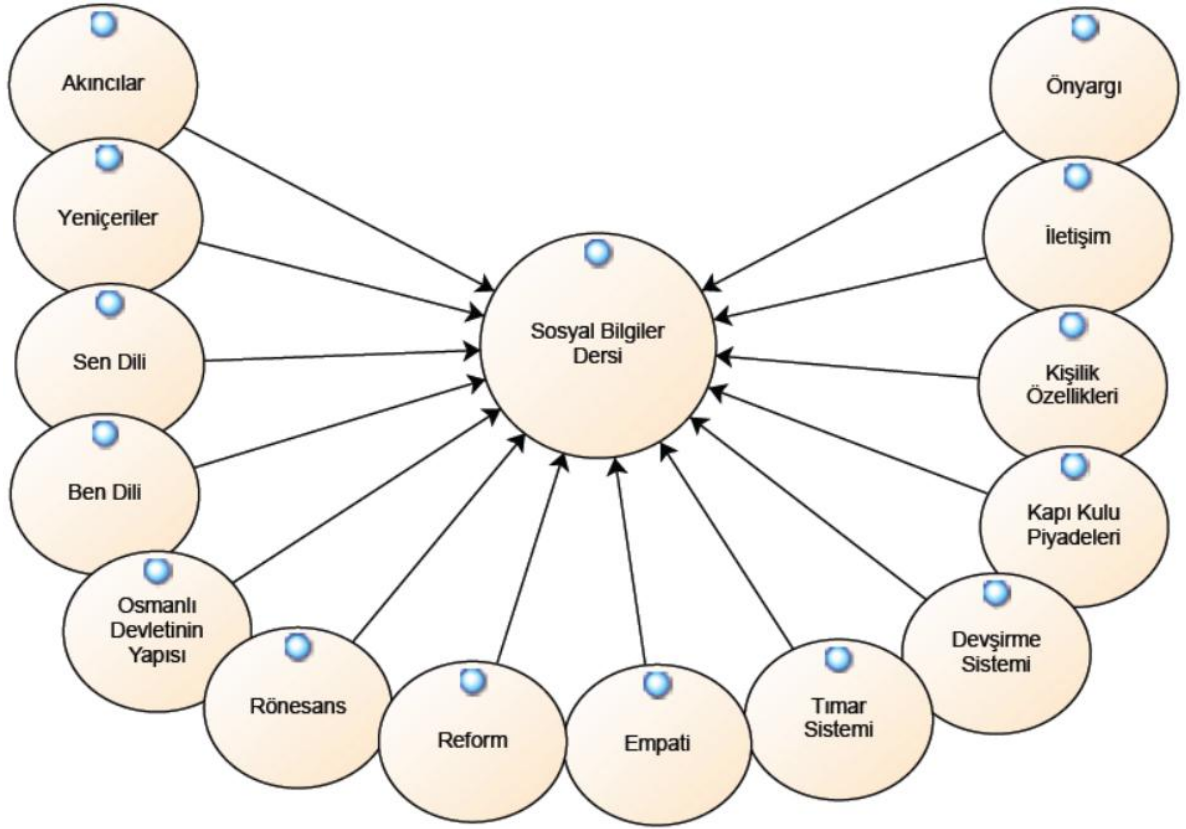 Akıncılar
Yeniçeriler
Sen Dili
Ben Dili
Osmanlı
Devletinin
Yapısı
Rönesans
Reform
Empati
Tımar
Sistemi
Devşirme
Sistemi
Kapı Kulu
Piyadeleri
Kişilik
Özellikleri
İletişim
Önyargı
Sosyal Bilgiler
Dersi